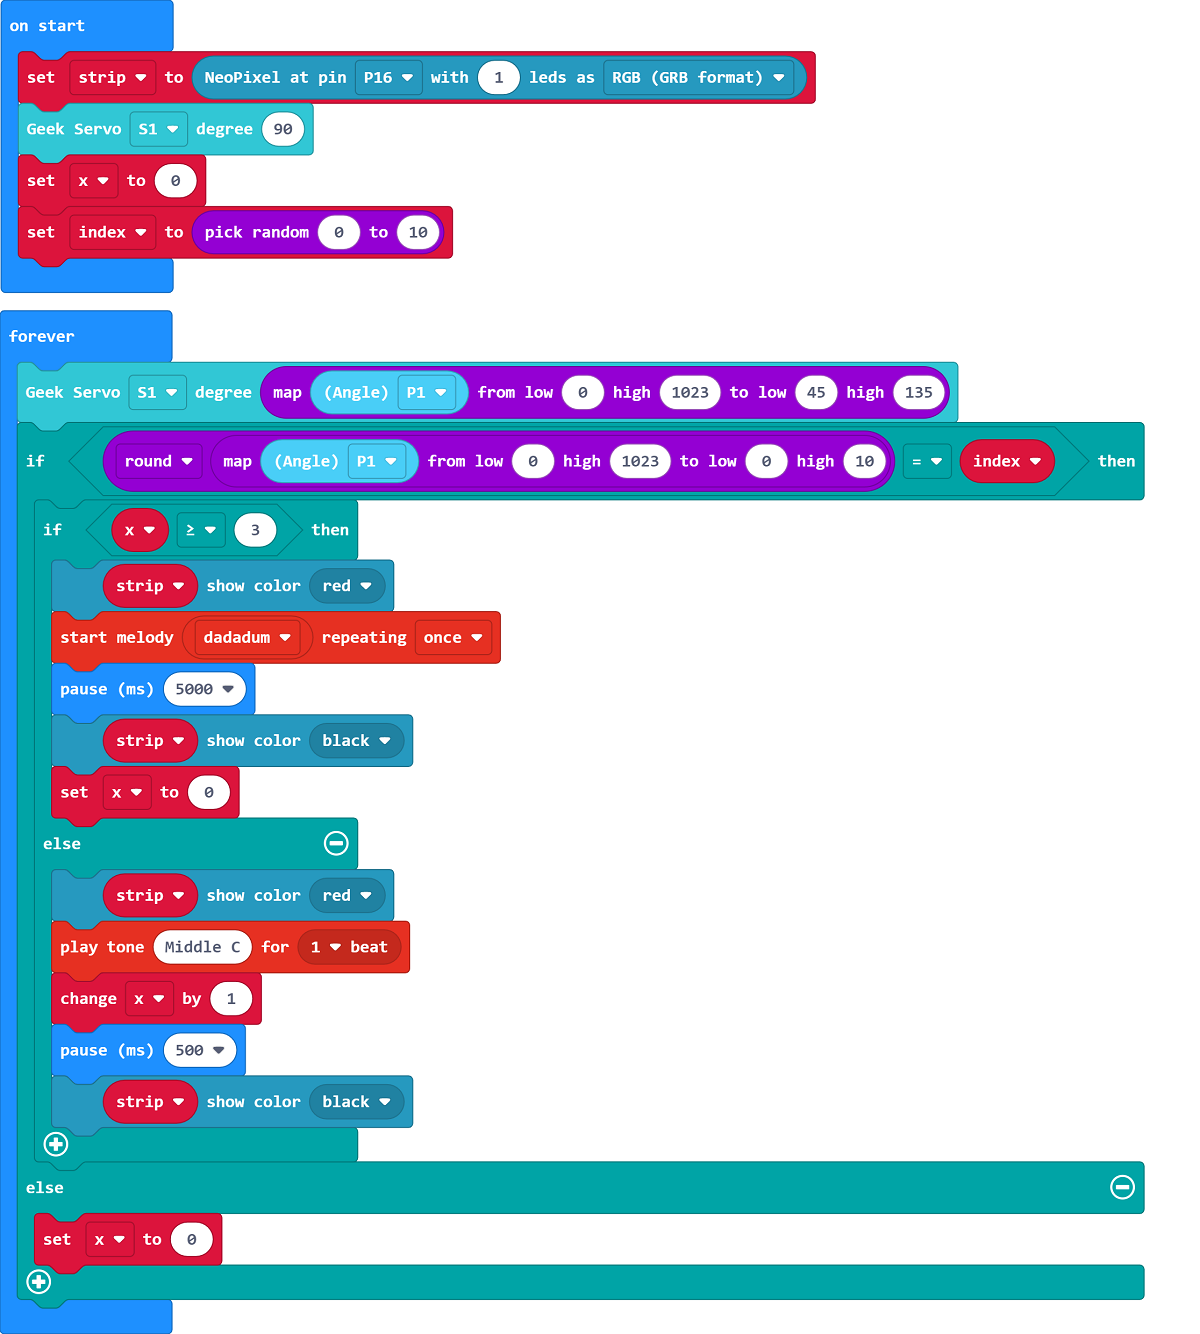 on start
set strip to NeoPixel at pin P16 with 1 leds as RGB (GRB format)
Geek Servo S1 degree 90
set x to 0
set index to pick random 0 to 10
forever
Geek Servo S1 degree map (Angle) P1 from low 0 high 1023 to low 45 high 135
if round map (Angle) P1 from low 0 high 1023 to low 0 high 10 = index then
if x ≥ 3 then
strip show color red
start melody dadadum repeating once
pause (ms) 5000
strip show color black
set x to 0
else
strip show color red
play tone Middle C for 1 beat
change x by 1
pause (ms) 500
strip show color black
else
set x to 0